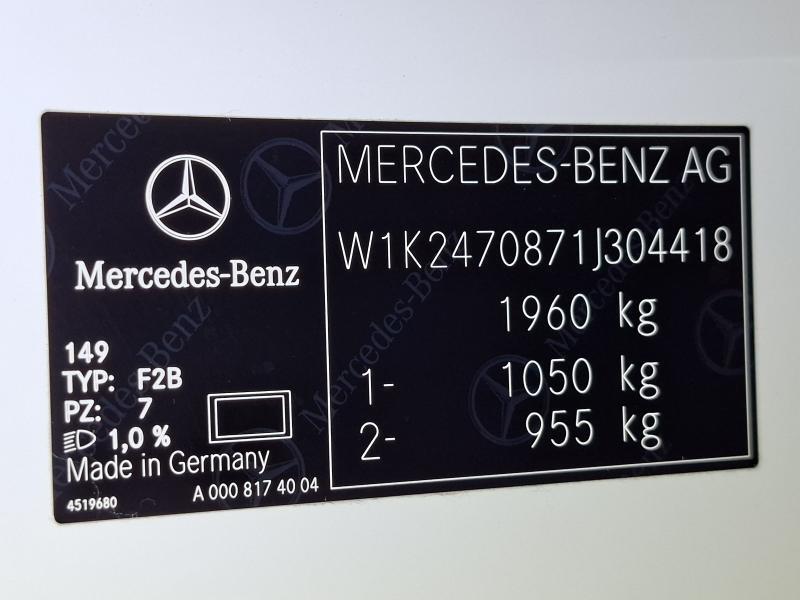 Mercedes-Benz
149
TYP: F2B
PZ: 7
1,0 %
Made in Germany
4519680
A 000 817 40 04
MERCEDES-BENZ AG
W1K2470871J304418
1960 kg
1- 1050 kg
2- 955 kg